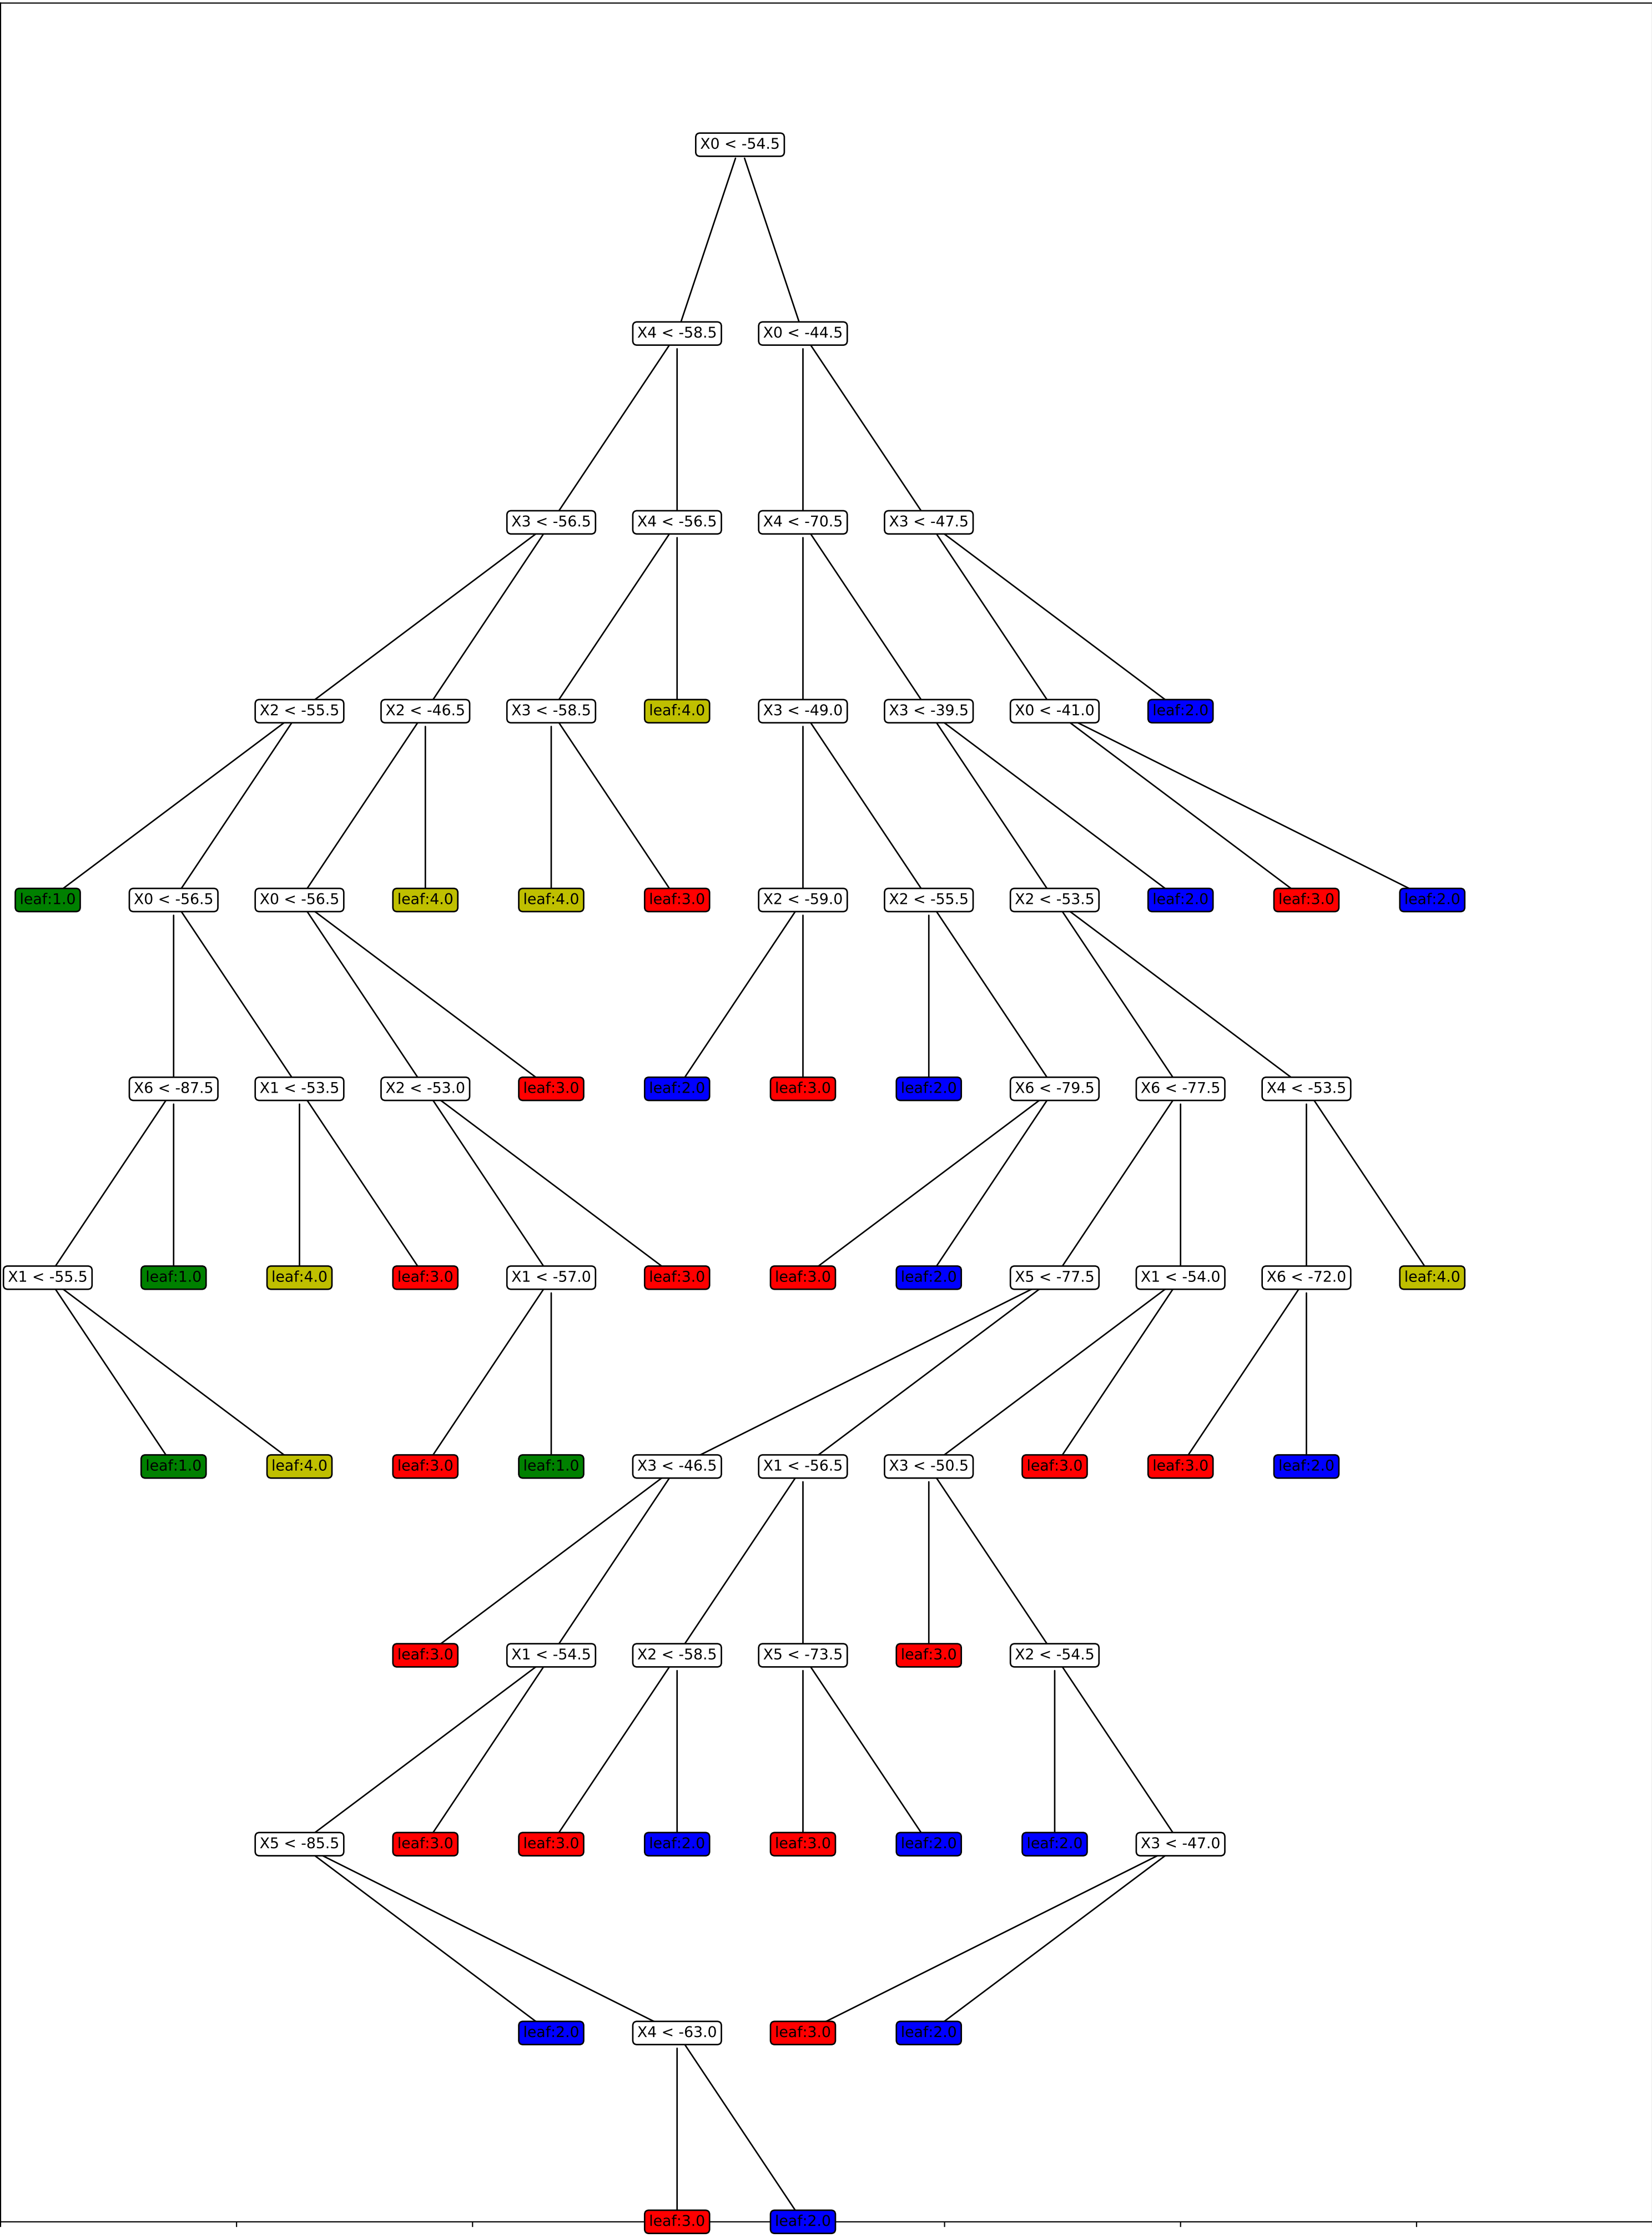 X0 < -54.5
X4 < -58.5
X0 < -44.5
X3 < -56.5
X4 < -56.5
X4 < -70.5
X3 < -47.5
X2 < -55.5
X2 < -46.5
X3 < -58.5
leaf:4.0
X3 < -49.0
X3 < -39.5
X0 < -41.0
leaf:2.0
leaf:1.0
X0 < -56.5
X0 < -56.5
leaf:4.0
leaf:4.0
leaf:3.0
X2 < -59.0
X2 < -55.5
X2 < -53.5
leaf:2.0
leaf:3.0
leaf:2.0
X6 < -87.5
X1 < -53.5
X2 < -53.0
leaf:3.0
leaf:2.0
leaf:3.0
leaf:2.0
X6 < -79.5
X6 < -77.5
X4 < -53.5
X1 < -55.5
leaf:1.0
leaf:4.0
leaf:3.0
X1 < -57.0
leaf:3.0
leaf:3.0
leaf:2.0
X5 < -77.5
X1 < -54.0
X6 < -72.0
leaf:4.0
leaf:1.0
leaf:4.0
leaf:3.0
leaf:1.0
X3 < -46.5
X1 < -56.5
X3 < -50.5
leaf:3.0
leaf:3.0
leaf:2.0
leaf:3.0
X1 < -54.5
X2 < -58.5
X5 < -73.5
leaf:3.0
X2 < -54.5
X5 < -85.5
leaf:3.0
leaf:3.0
leaf:2.0
leaf:3.0
leaf:2.0
leaf:2.0
X3 < -47.0
leaf:2.0
X4 < -63.0
leaf:3.0
leaf:2.0
leaf:3.0
leaf:2.0